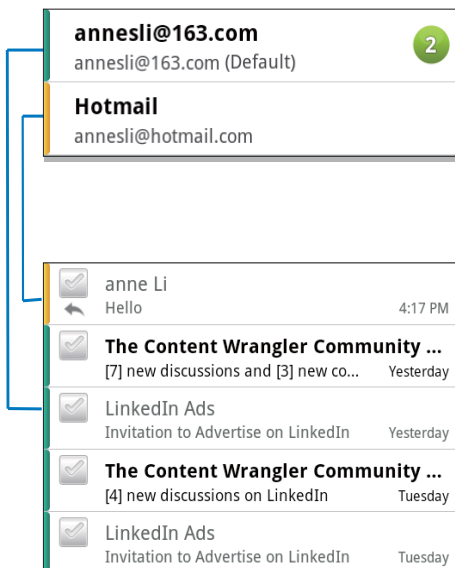 annesli@163.com
annesli@163.com (Default)
2
Hotmail
annesli@hotmail.com
anne Li
Hello 4:17 PM
The Content Wrangler Community ...
[7] new discussions and [3] new co... Yesterday
LinkedIn Ads
Invitation to Advertise on LinkedIn Yesterday
The Content Wrangler Community ...
[4] new discussions on LinkedIn Tuesday
LinkedIn Ads
Invitation to Advertise on LinkedIn Tuesday